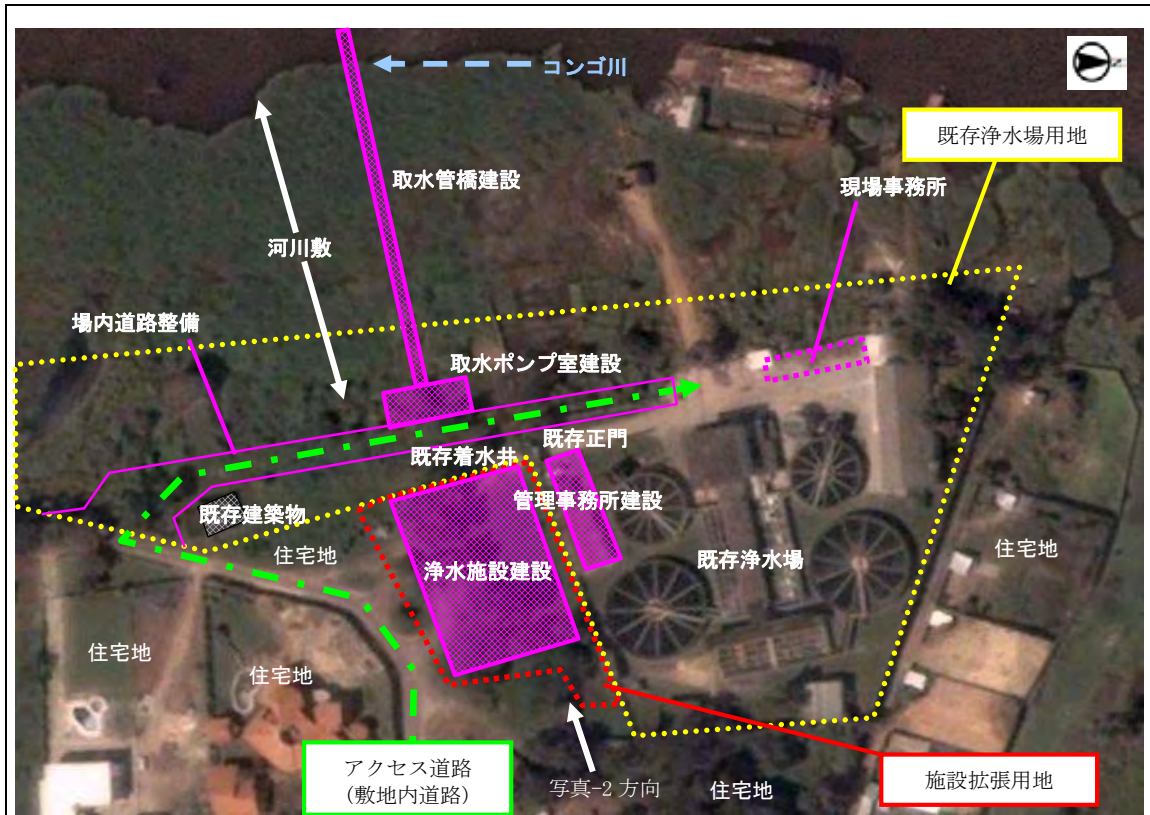 コンゴ川
既存浄水場用地
取水管橋建設
現場事務所
河川敷
場内道路整備
取水ポンプ室建設
既存正門
既存着水井
管理事務所建設
既存建築物
住宅地
浄水施設建設
既存浄水場
住宅地
住宅地
住宅地
アクセス道路
(敷地内道路)
写真-2 方向
住宅地
施設拡張用地